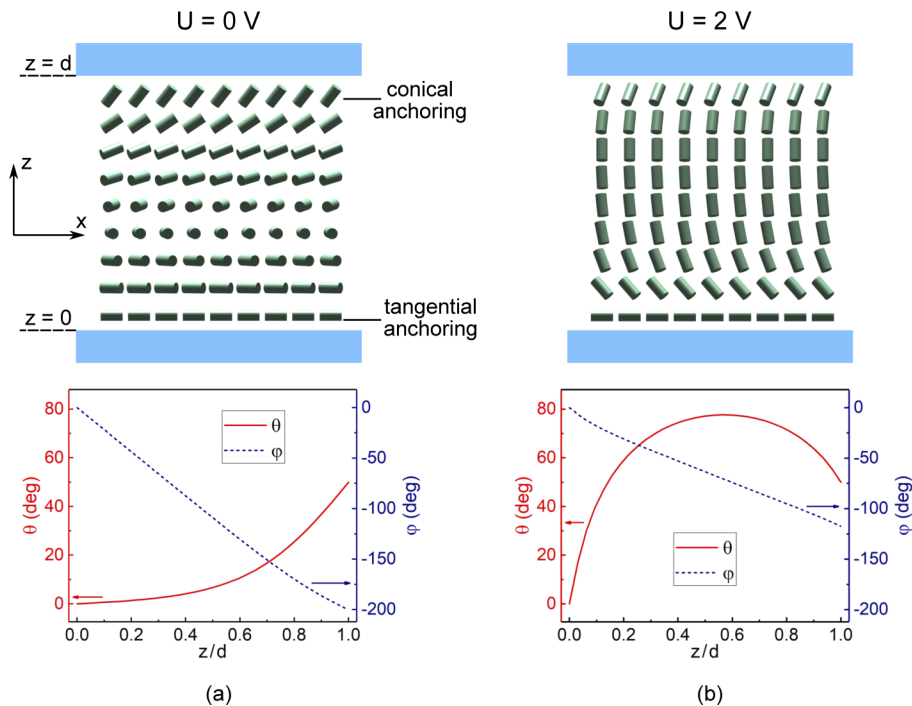 U = 0 V
U = 2 V
z = d
conical
anchoring
z
x
tangential
anchoring
z=0
80
60
40
20
0
θ (deg)
θ
φ
0
-50
-100
-150
-200
φ (deg)
0.0 0.2 0.4 0.6 0.8 1.0
z/d
80
60
40
20
0
θ (deg)
θ
φ
0
-50
-100
-150
-200
φ (deg)
0.0 0.2 0.4 0.6 0.8 1.0
z/d
(a)
(b)